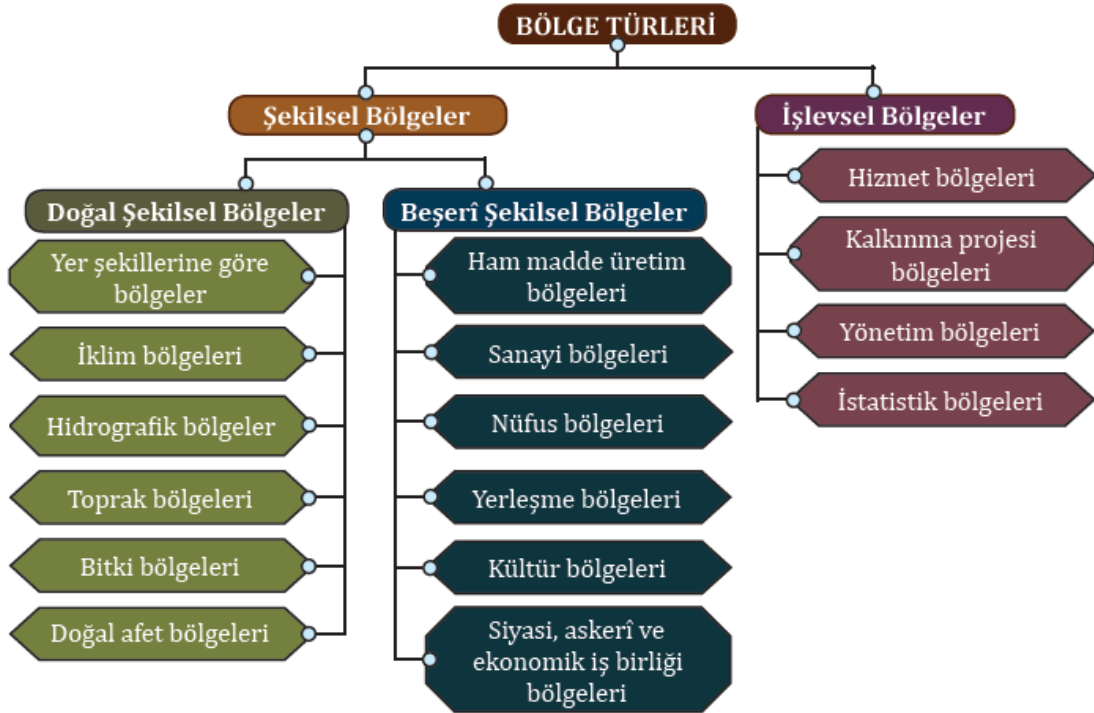 BÖLGE TÜRLERİ
Şekilsel Bölgeler
İşlevsel Bölgeler
Doğal Şekilsel Bölgeler
Yer şekillerine göre
bölgeler
İklim bölgeleri
Hidrografik bölgeler
Toprak bölgeleri
Bitki bölgeleri
Doğal afet bölgeleri
Beşerî Şekilsel Bölgeler
Ham madde üretim
bölgeleri
Sanayi bölgeleri
Nüfus bölgeleri
Yerleşme bölgeleri
Kültür bölgeleri
Siyasi, askerî ve
ekonomik iş birliği
bölgeleri
Hizmet bölgeleri
Kalkınma projesi
bölgeleri
Yönetim bölgeleri
İstatistik bölgeleri